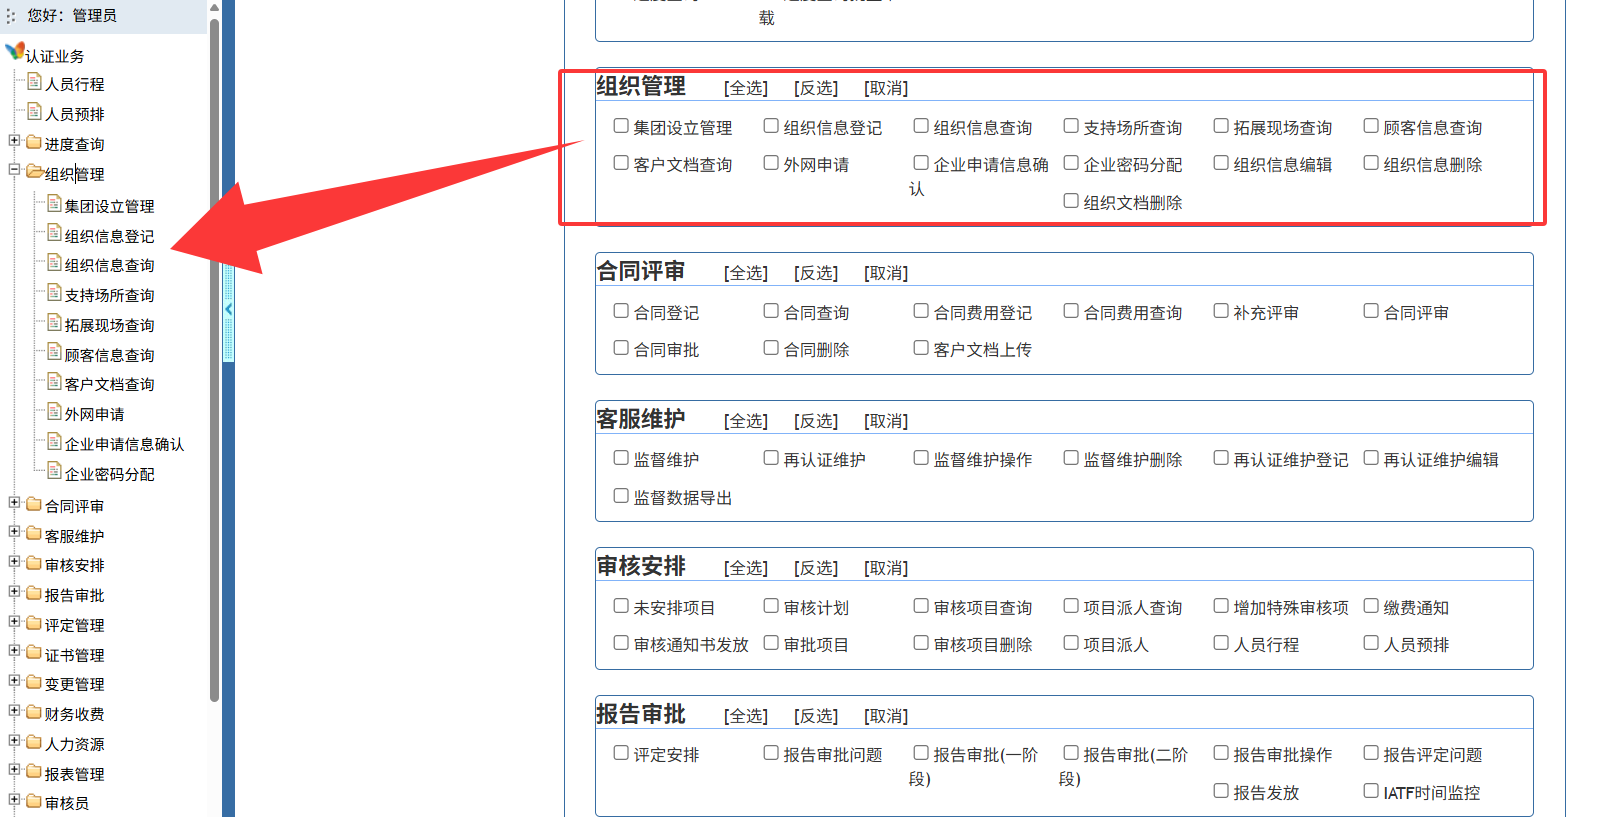 您好：管理员
认证业务
人员行程
人员预排
进度查询
组织管理
集团设立管理
组织信息登记
组织信息查询
支持场所查询
拓展现场查询
顾客信息查询
客户文档查询
外网申请
企业申请信息确认
企业密码分配
合同评审
客服维护
审核安排
报告审批
评定管理
证书管理
变更管理
财务收费
人力资源
报表管理
审核员
载
组织管理 [全选] [反选] [取消]
集团设立管理 组织信息登记 组织信息查询 支持场所查询 拓展现场查询 顾客信息查询
客户文档查询 外网申请 企业申请信息确 企业密码分配 组织信息编辑 组织信息删除
认
组织文档删除
合同评审 [全选] [反选] [取消]
合同登记 合同查询 合同费用登记 合同费用查询 补充评审 合同评审
合同审批 合同删除 客户文档上传
客服维护 [全选] [反选] [取消]
监督维护 再认证维护 监督维护操作 监督维护删除 再认证维护登记 再认证维护编辑
监督数据导出
审核安排 [全选] [反选] [取消]
未安排项目 审核计划 审核项目查询 项目派人查询 增加特殊审核项 缴费通知
审核通知书发放 审批项目 审核项目删除 项目派人 人员行程 人员预排
报告审批 [全选] [反选] [取消]
评定安排 报告审批问题 报告审批(一阶 报告审批(二阶 报告审批操作 报告评定问题
段) 段)
报告发放 IATF时间监控